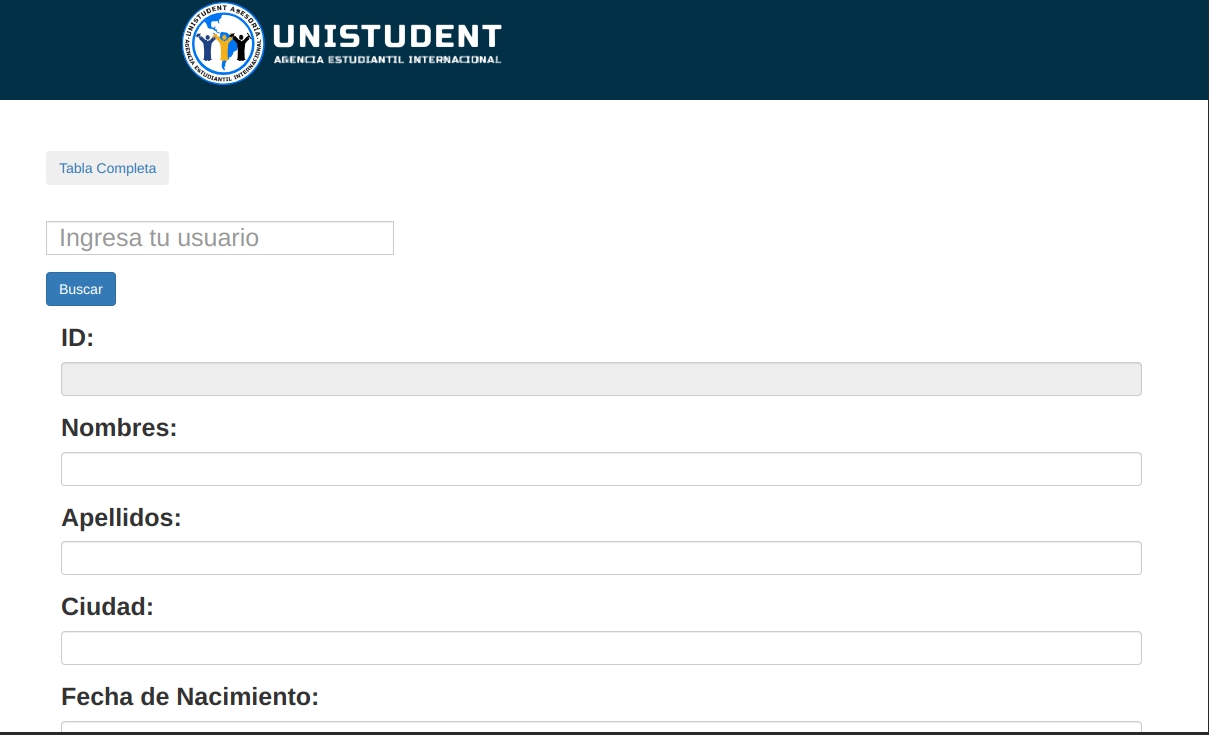 UNISTUDENT ASESORÍA
AGENCIA ESTUDIANTIL INTERNACIONAL
UNISTUDENT
AGENCIA ESTUDIANTIL INTERNACIONAL
Tabla Completa
Ingresa tu usuario
Buscar
ID:
Nombres:
Apellidos:
Ciudad:
Fecha de Nacimiento: